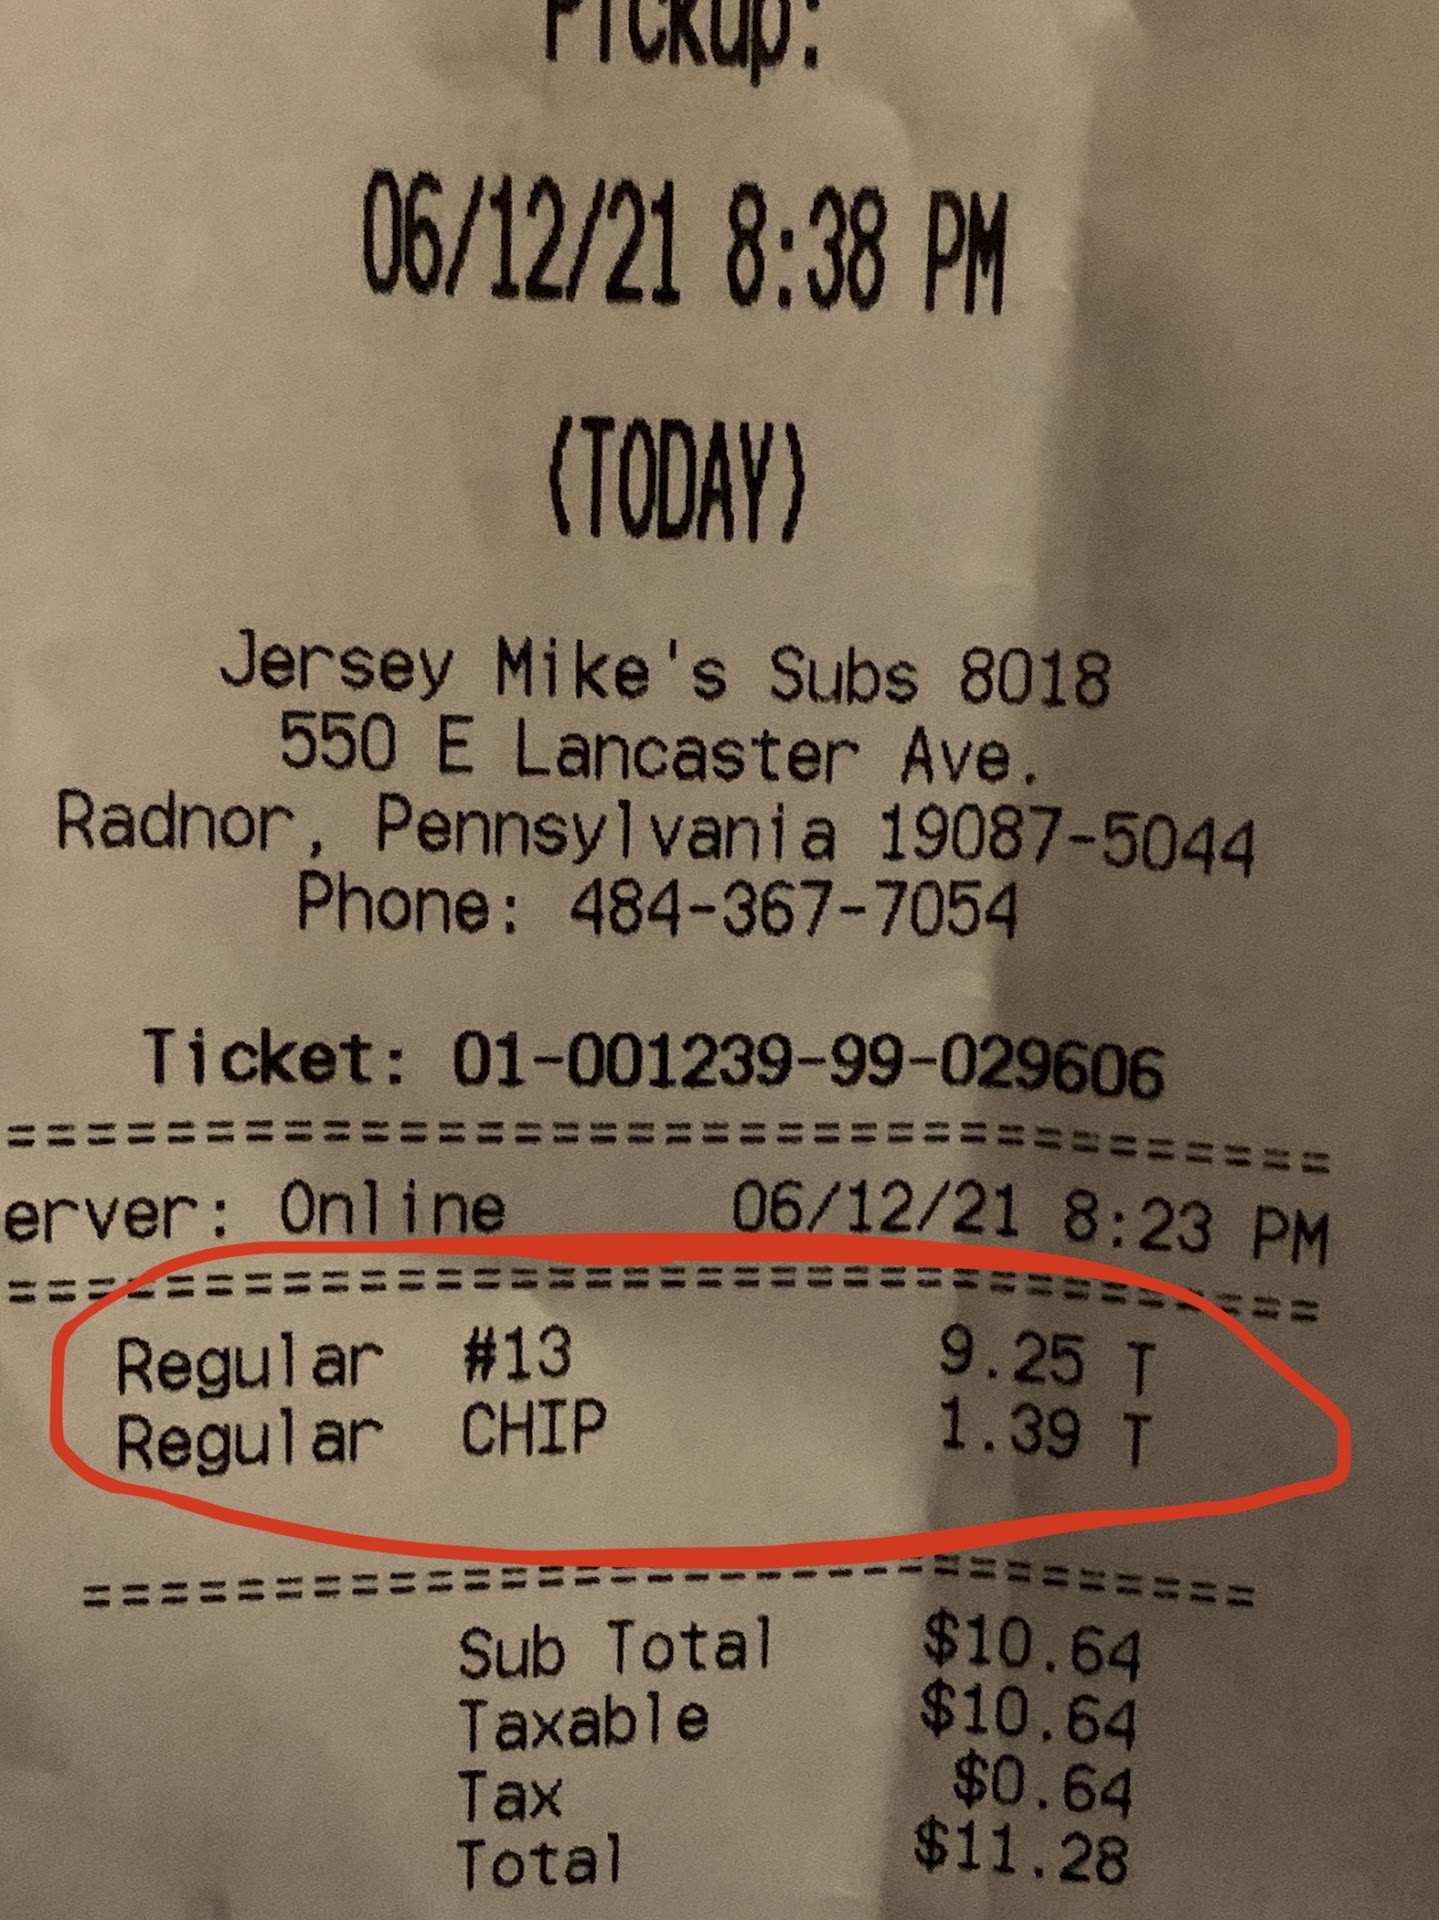 Pickup:
06/12/21 8:38 PM
(TODAY)
Jersey Mike's Subs 8018
550 E Lancaster Ave.
Radnor, Pennsylvania 19087-5044
Phone: 484-367-7054
Ticket: 01-001239-99-029606
==================================
erver: Online 06/12/21 8:23 PM
==================================
Regular #13 9.25 T
Regular CHIP 1.39 T
===============================
Sub Total $10.64
Taxable $10.64
Tax $0.64
Total $11.28